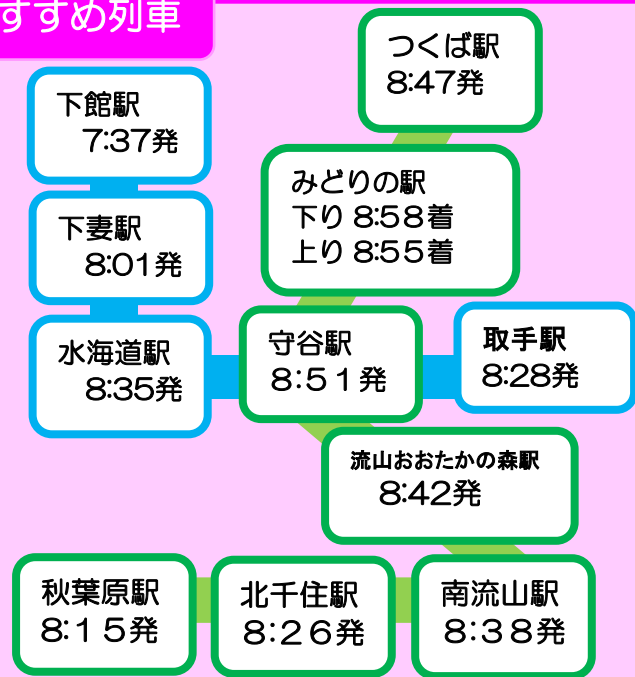 すすめ列車
つくば駅
8:47発
下館駅
7:37発
みどりの駅
下り 8:58着
上り 8:55着
下妻駅
8:01発
水海道駅
8:35発
守谷駅
8:51発
取手駅
8:28発
流山おおたかの森駅
8:42発
秋葉原駅
8:15発
北千住駅
8:26発
南流山駅
8:38発